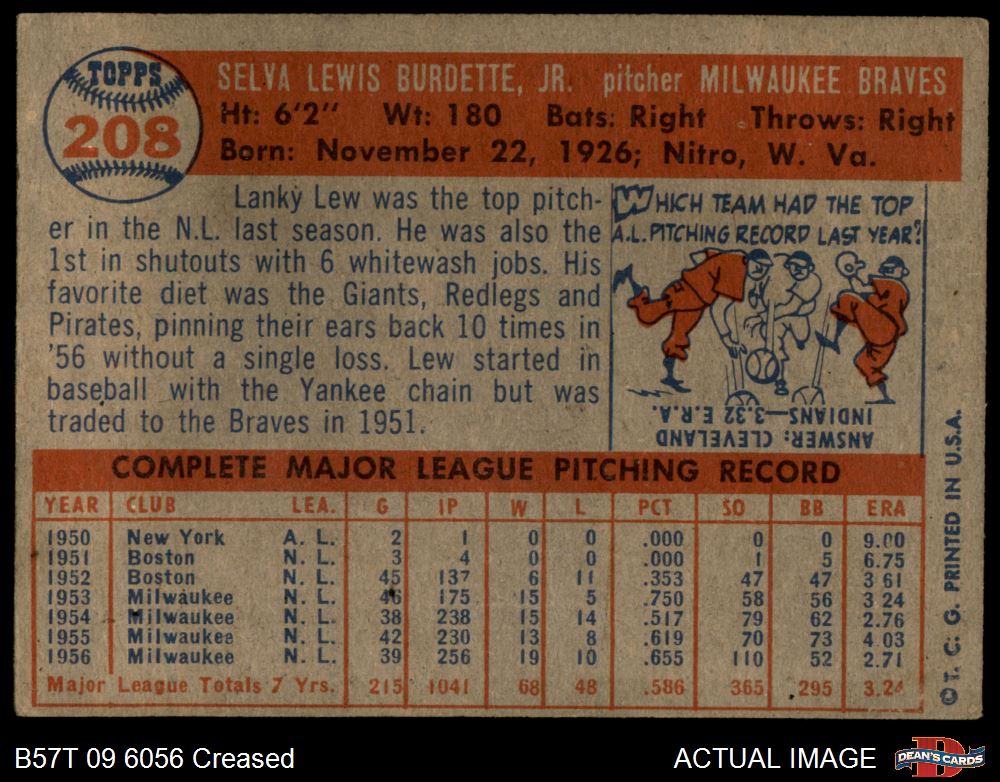 TOPPS
208
SELVA LEWIS BURDETTE, JR. pitcher MILWAUKEE BRAVES
Ht: 6'2" Wt: 180 Bats: Right Throws: Right
Born: November 22, 1926; Nitro, W. Va.
Lanky Lew was the top pitch-
er in the N.L. last season. He was also the
1st in shutouts with 6 whitewash jobs. His
favorite diet was the Giants, Redlegs and
Pirates, pinning their ears back 10 times in
'56 without a single loss. Lew started in
baseball with the Yankee chain but was
traded to the Braves in 1951.
WHICH TEAM HAD THE TOP
A.L. PITCHING RECORD LAST YEAR?
ANSWER: CLEVELAND
INDIANS—3.32 E.R.A.
COMPLETE MAJOR LEAGUE PITCHING RECORD
YEAR CLUB LEA. G IP W L PCT SO BB ERA
1950 New York A. L. 2 1 0 0 .000 0 0 9.00
1951 Boston N. L. 3 4 0 0 .000 1 5 6.75
1952 Boston N. L. 45 137 6 11 .353 47 47 3.61
1953 Milwaukee N. L. 46 175 15 5 .750 58 56 3.24
1954 Milwaukee N. L. 38 238 15 14 .517 79 62 2.76
1955 Milwaukee N. L. 42 230 13 8 .619 70 73 4.03
1956 Milwaukee N. L. 39 256 19 10 .655 110 52 2.71
Major League Totals 7 Yrs. 215 1041 68 48 .586 365 295 3.24
© T. C. G. PRINTED IN U.S.A.
B57T 09 6056 Creased
ACTUAL IMAGE
D
DEAN'S CARDS